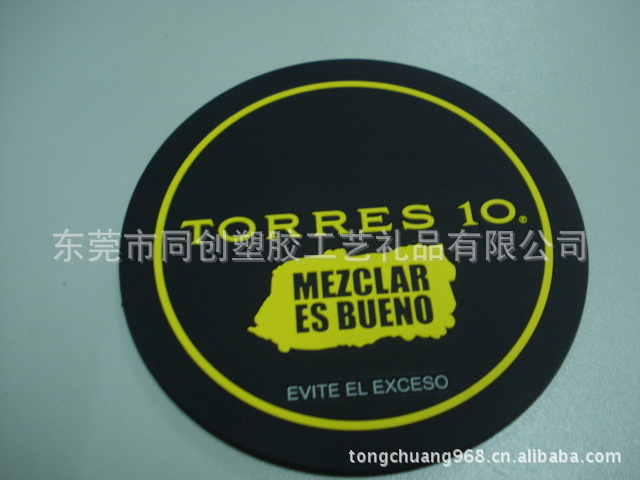 TORRES 10.®
东莞市同创塑胶工艺礼品有限公司
MEZCLAR
ES BUENO
EVITE EL EXCESO
tongchuang968.cn.alibaba.com